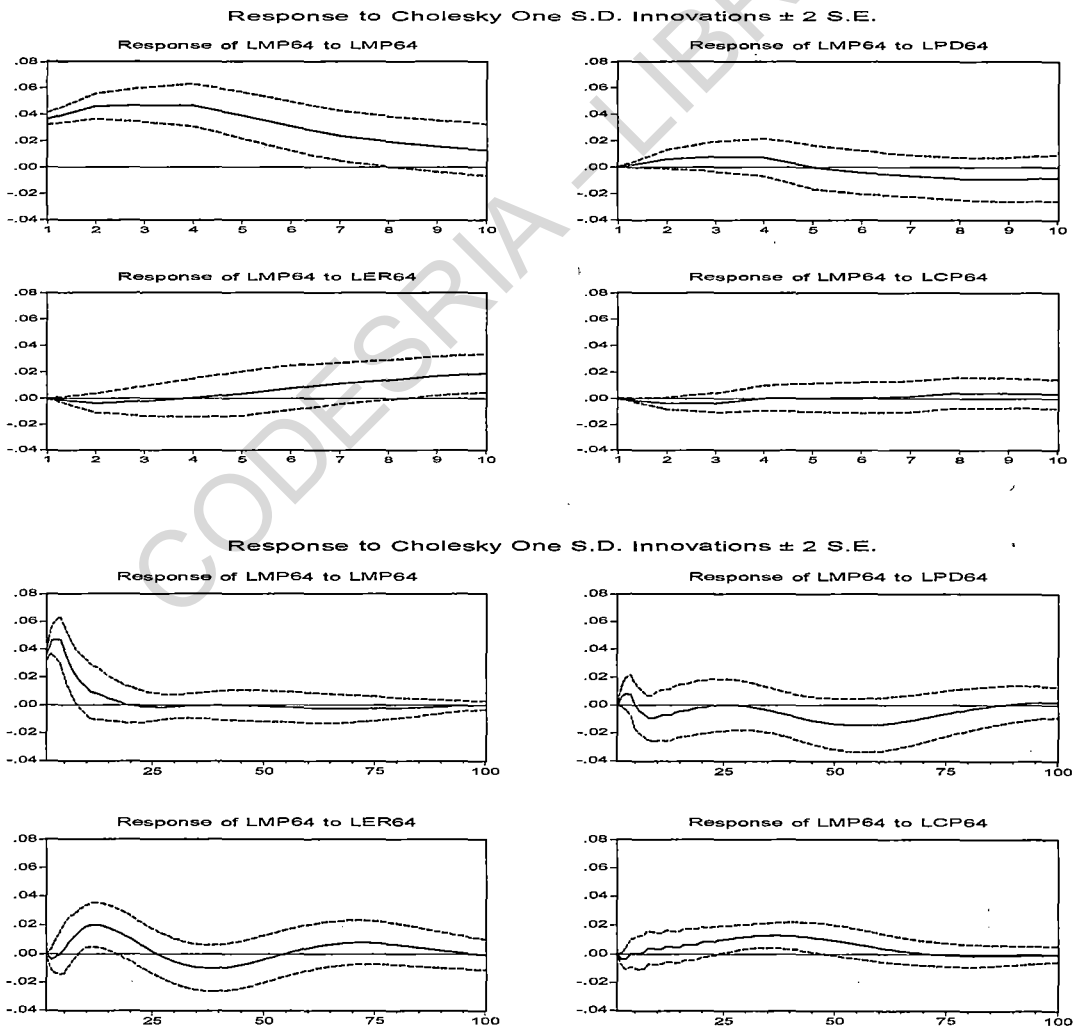 Response to Cholesky One S.D. Innovations ± 2 S.E.
Response of LMP64 to LMP64
Response of LMP64 to LPD64
.08
.06
.04
.02
.00
-.02
-.04
1 2 3 4 5 6 7 8 9 10
.08
.06
.04
.02
.00
-.02
-.04
1 2 3 4 5 6 7 8 9 10
Response of LMP64 to LER64
Response of LMP64 to LCP64
.08
.06
.04
.02
.00
-.02
-.04
1 2 3 4 5 6 7 8 9 10
.08
.06
.04
.02
.00
-.02
-.04
1 2 3 4 5 6 7 8 9 10
Response to Cholesky One S.D. Innovations ± 2 S.E.
Response of LMP64 to LMP64
Response of LMP64 to LPD64
.08
.06
.04
.02
.00
-.02
-.04
25 50 75 100
.08
.06
.04
.02
.00
-.02
-.04
25 50 75 100
Response of LMP64 to LER64
Response of LMP64 to LCP64
.08
.06
.04
.02
.00
-.02
-.04
25 50 75 100
.08
.06
.04
.02
.00
-.02
-.04
25 50 75 100
CODESRIA - LIBR